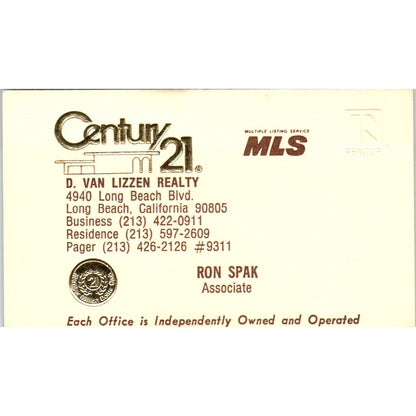 Century 21®
MULTIPLE LISTING SERVICE
MLS
R
REALTOR
D. VAN LIZZEN REALTY
4940 Long Beach Blvd.
Long Beach, California 90805
Business (213) 422-0911
Residence (213) 597-2609
Pager (213) 426-2126 #9311
21
RON SPAK
Associate
Each Office is Independently Owned and Operated